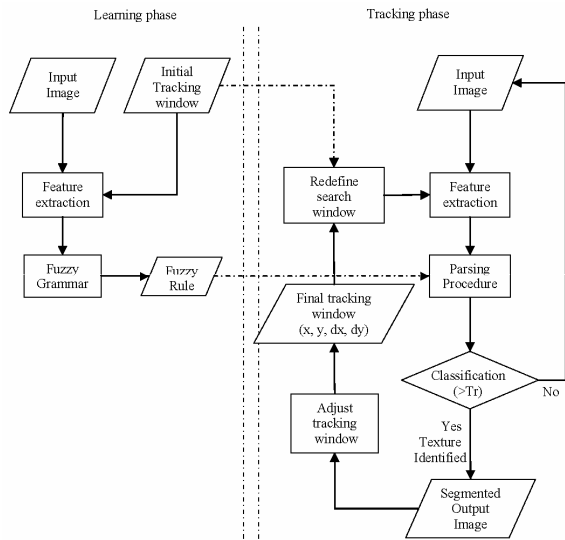 Learning phase
Tracking phase
Input
Image
Initial
Tracking
window
Input
Image
Feature
extraction
Redefine
search
window
Feature
extraction
Fuzzy
Grammar
Fuzzy
Rule
Parsing
Procedure
Final tracking
window
(x, y, dx, dy)
Classification
(>Tr)
No
Adjust
tracking
window
Yes
Texture
Identified
Segmented
Output
Image